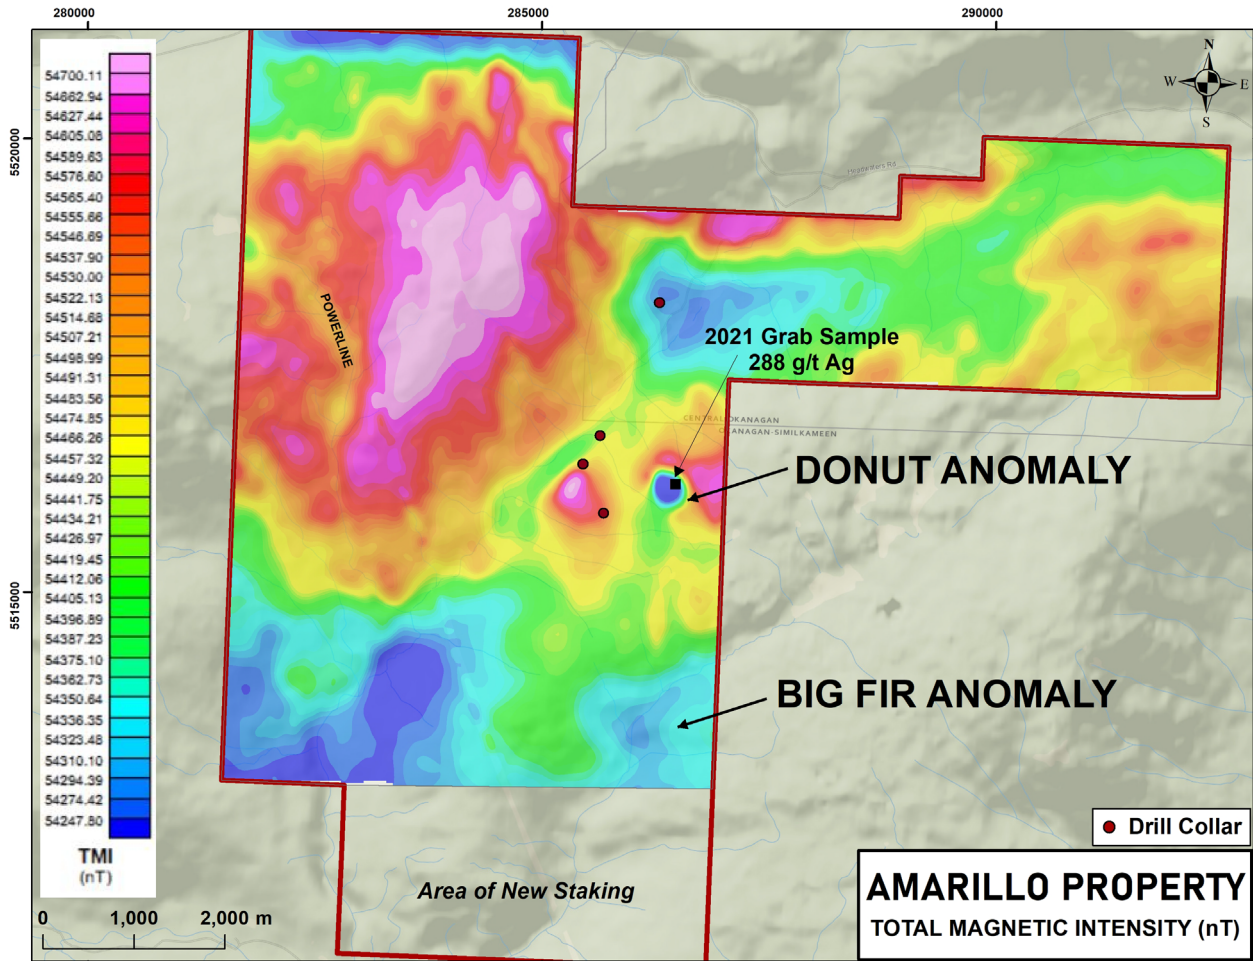 280000
285000
290000
5520000
5515000
N
W
E
S
54700.11
54662.94
54627.44
54605.08
54589.63
54576.60
54565.40
54555.66
54546.69
54537.90
54530.00
54522.13
54514.68
54507.21
54498.99
54491.31
54483.56
54474.85
54466.26
54457.32
54449.20
54441.75
54434.21
54426.97
54419.45
54412.06
54405.13
54396.89
54387.23
54375.10
54362.73
54350.64
54336.35
54323.48
54310.10
54294.39
54274.42
54247.80
TMI
(nT)
Headwaters Rd
POWERLINE
2021 Grab Sample
288 g/t Ag
CENTRAL OKANAGAN
OKANAGAN-SIMILKAMEEN
DONUT ANOMALY
BIG FIR ANOMALY
Drill Collar
Area of New Staking
AMARILLO PROPERTY
TOTAL MAGNETIC INTENSITY (nT)
0 1,000 2,000 m